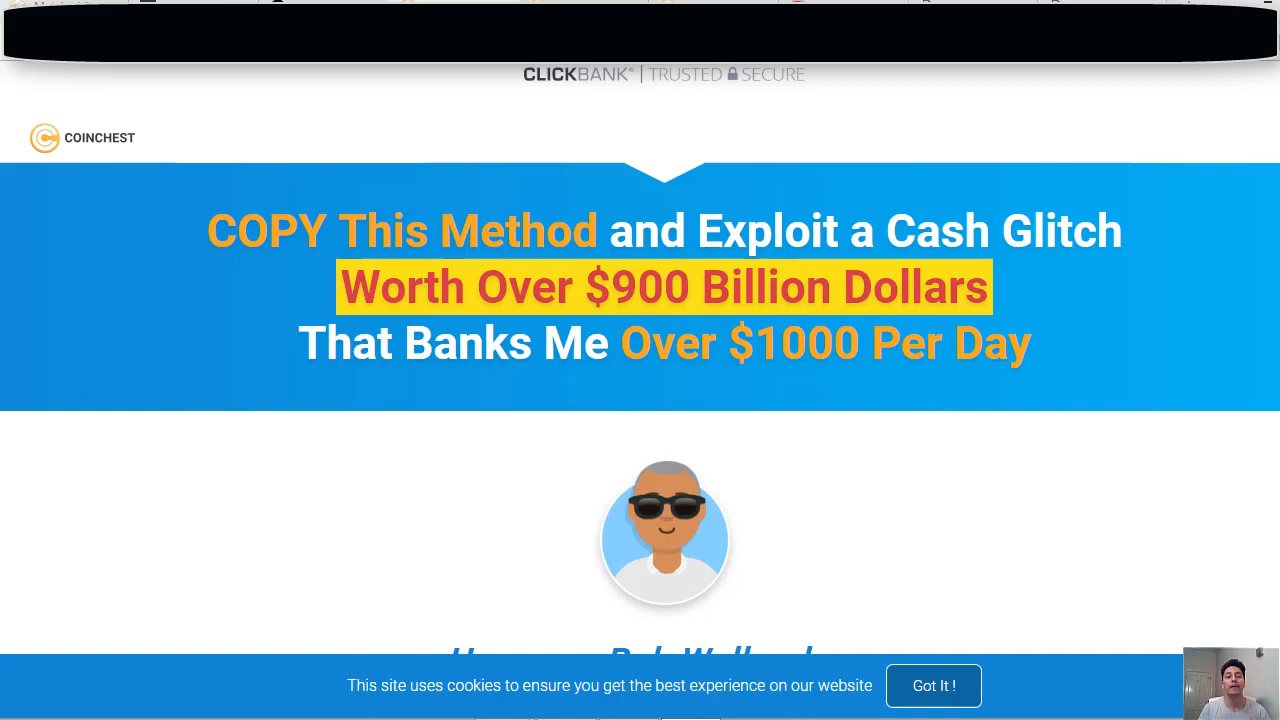 CLICKBANK® | TRUSTED SECURE
COINCHEST
COPY This Method and Exploit a Cash Glitch
Worth Over $900 Billion Dollars
That Banks Me Over $1000 Per Day
This site uses cookies to ensure you get the best experience on our website
Got It !